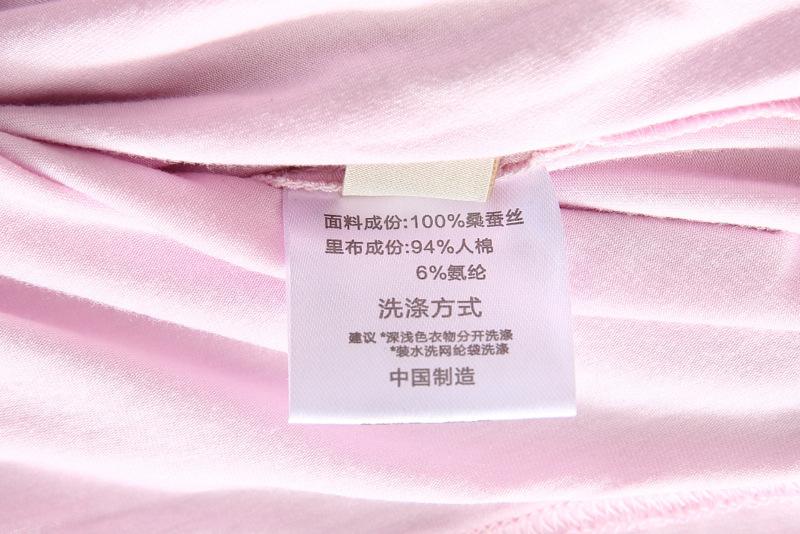 面料成份:100%桑蚕丝
里布成份:94%人棉
6%氨纶
洗涤方式
建议 *深浅色衣物分开洗涤
*装水洗网纶袋洗涤
中国制造